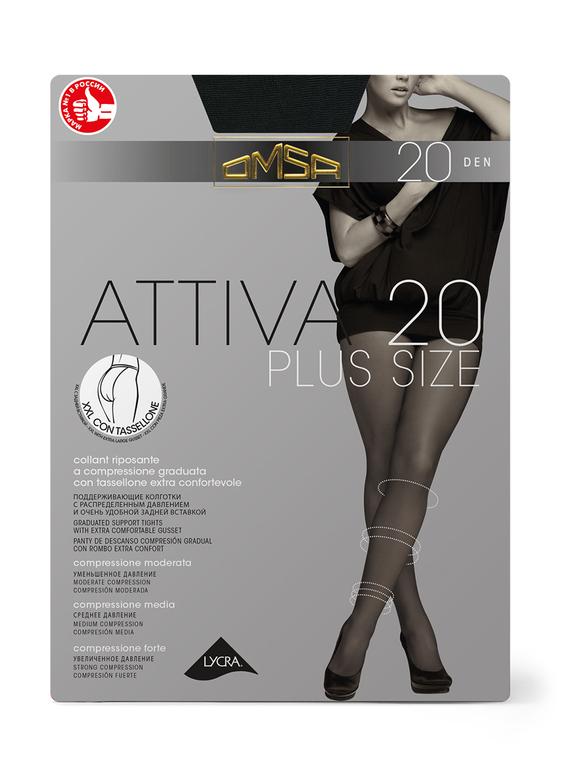 МАРКА №1 В РОССИИ
OMSA
20 DEN
ATTIVA 20
PLUS SIZE
XXL CON TASSELLONE
collant riposante
a compressione graduata
con tassellone extra confortevole
ПОДДЕРЖИВАЮЩИЕ КОЛГОТКИ
С РАСПРЕДЕЛЕННЫМ ДАВЛЕНИЕМ
И ОЧЕНЬ УДОБНОЙ ЗАДНЕЙ ВСТАВКОЙ
GRADUATED SUPPORT TIGHTS
WITH EXTRA COMFORTABLE GUSSET
PANTY DE DESCANSO COMPRESIÓN GRADUAL
CON ROMBO EXTRA CONFORT
compressione moderata
УМЕНЬШЕННОЕ ДАВЛЕНИЕ
MODERATE COMPRESSION
COMPRESIÓN MODERADA
compressione media
СРЕДНЕЕ ДАВЛЕНИЕ
MEDIUM COMPRESSION
COMPRESIÓN MEDIA
compressione forte
УВЕЛИЧЕННОЕ ДАВЛЕНИЕ
STRONG COMPRESSION
COMPRESIÓN FUERTE
LYCRA®